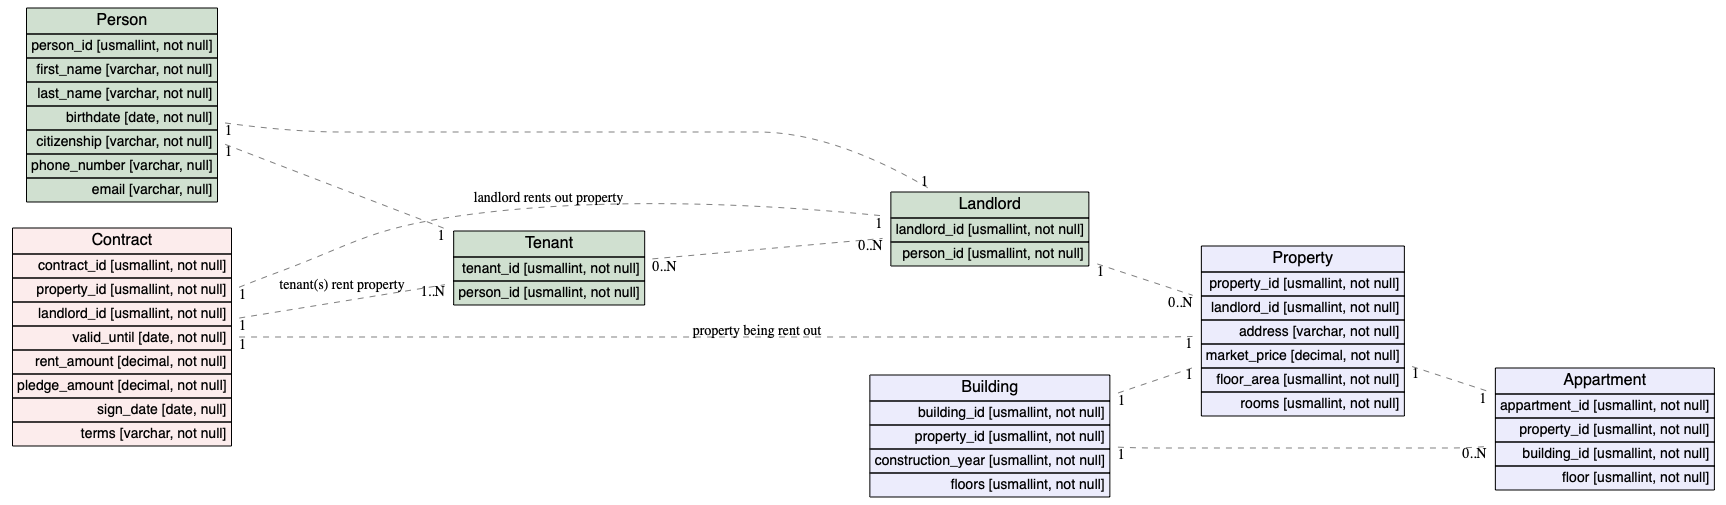 Person
person_id [usmallint, not null]
first_name [varchar, not null]
last_name [varchar, not null]
birthdate [date, not null]
citizenship [varchar, not null]
phone_number [varchar, null]
email [varchar, null]
1
1
1
1
landlord rents out property
1
Landlord
landlord_id [usmallint, not null]
person_id [usmallint, not null]
Contract
contract_id [usmallint, not null]
property_id [usmallint, not null]
landlord_id [usmallint, not null]
valid_until [date, not null]
rent_amount [decimal, not null]
pledge_amount [decimal, not null]
sign_date [date, null]
terms [varchar, not null]
1
1
1
tenant(s) rent property
1..N
Tenant
tenant_id [usmallint, not null]
person_id [usmallint, not null]
0..N
0..N
property being rent out
1
0..N
1
Property
property_id [usmallint, not null]
landlord_id [usmallint, not null]
address [varchar, not null]
market_price [decimal, not null]
floor_area [usmallint, not null]
rooms [usmallint, not null]
1
1
Building
building_id [usmallint, not null]
property_id [usmallint, not null]
construction_year [usmallint, not null]
floors [usmallint, not null]
1
1
1
1
0..N
Appartment
appartment_id [usmallint, not null]
property_id [usmallint, not null]
building_id [usmallint, not null]
floor [usmallint, not null]